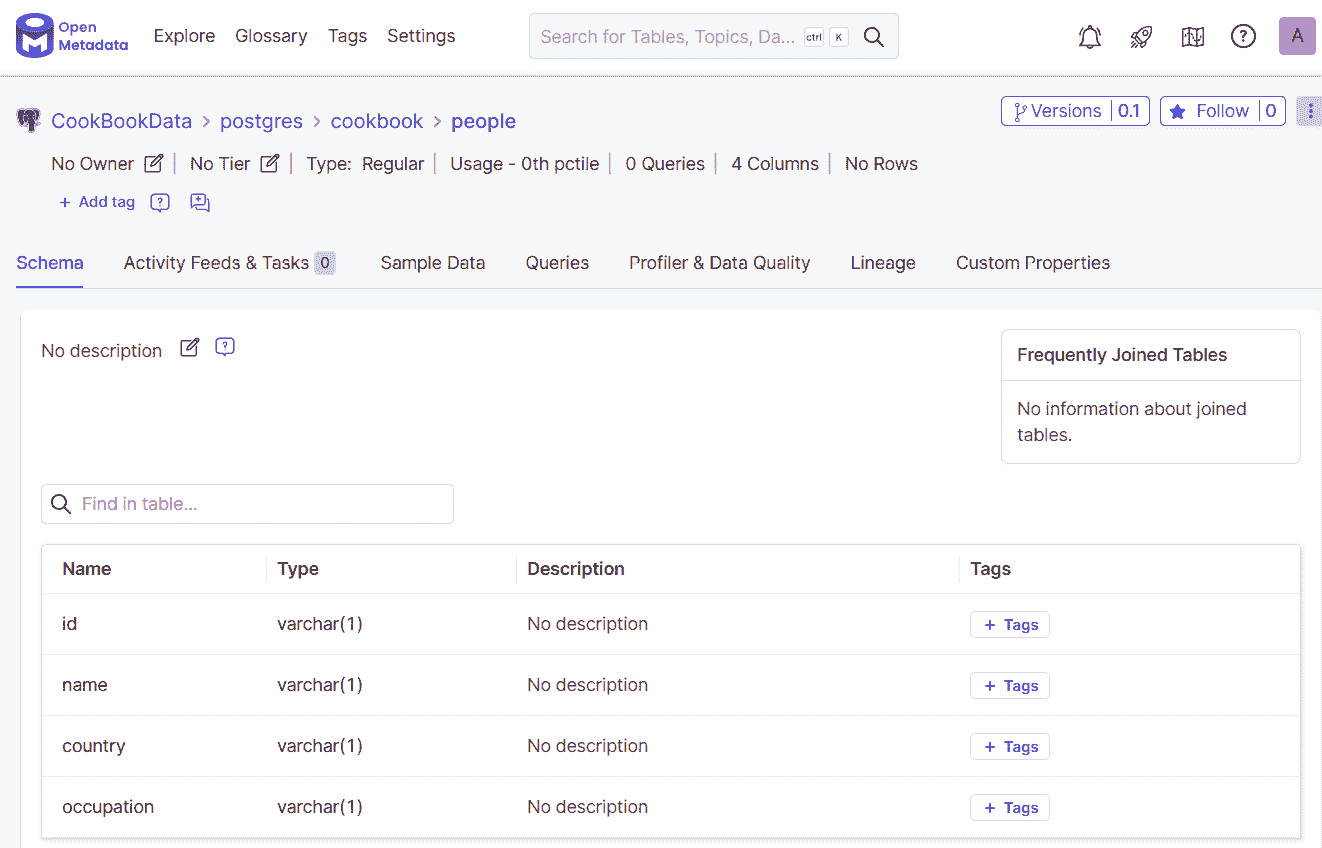 Open Metadata Explore Glossary Tags Settings Search for Tables, Topics, Da... ctrl K ? A
CookBookData > postgres > cookbook > people Versions 0.1 Follow 0
No Owner No Tier Type: Regular Usage - 0th pctile 0 Queries 4 Columns No Rows
+ Add tag ?
Schema Activity Feeds & Tasks 0 Sample Data Queries Profiler & Data Quality Lineage Custom Properties
No description ?
Frequently Joined Tables
No information about joined
tables.
Find in table...
Name Type Description Tags
id varchar(1) No description + Tags
name varchar(1) No description + Tags
country varchar(1) No description + Tags
occupation varchar(1) No description + Tags